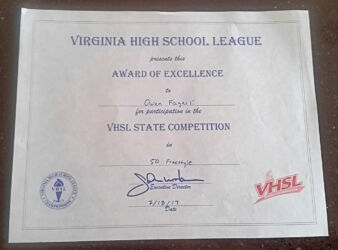 VIRGINIA HIGH SCHOOL LEAGUE
presents this
AWARD OF EXCELLENCE
to
Owen
for participation in the
VHSL STATE COMPETITION
in
50 Freestyle
Executive Director
Date
VHSL
VHSL